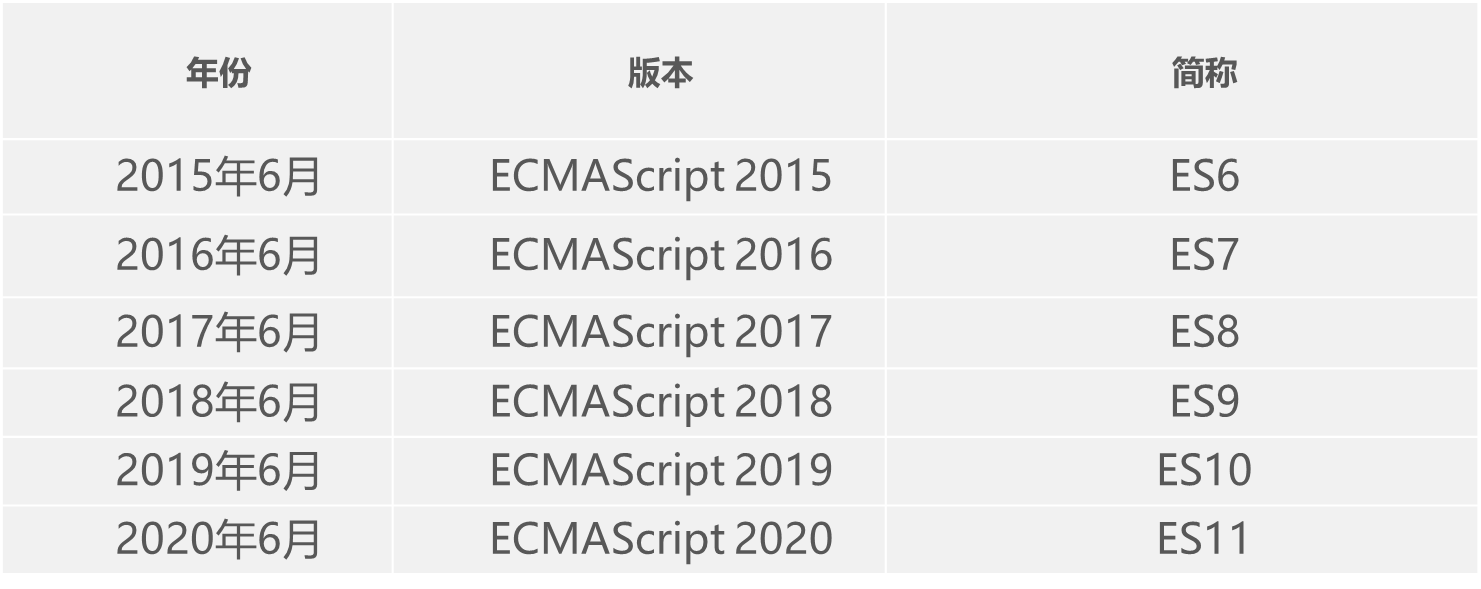 年份 版本 简称
2015年6月 ECMAScript 2015 ES6
2016年6月 ECMAScript 2016 ES7
2017年6月 ECMAScript 2017 ES8
2018年6月 ECMAScript 2018 ES9
2019年6月 ECMAScript 2019 ES10
2020年6月 ECMAScript 2020 ES11